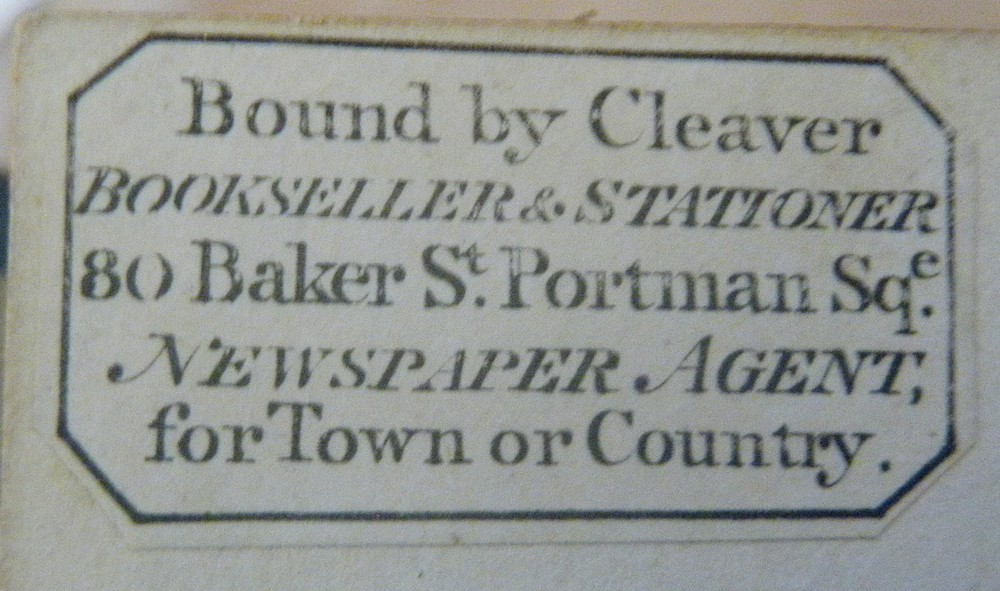 Bound by Cleaver
BOOKSELLER & STATIONER
80 Baker St. Portman Sqe.
NEWSPAPER AGENT,
for Town or Country.